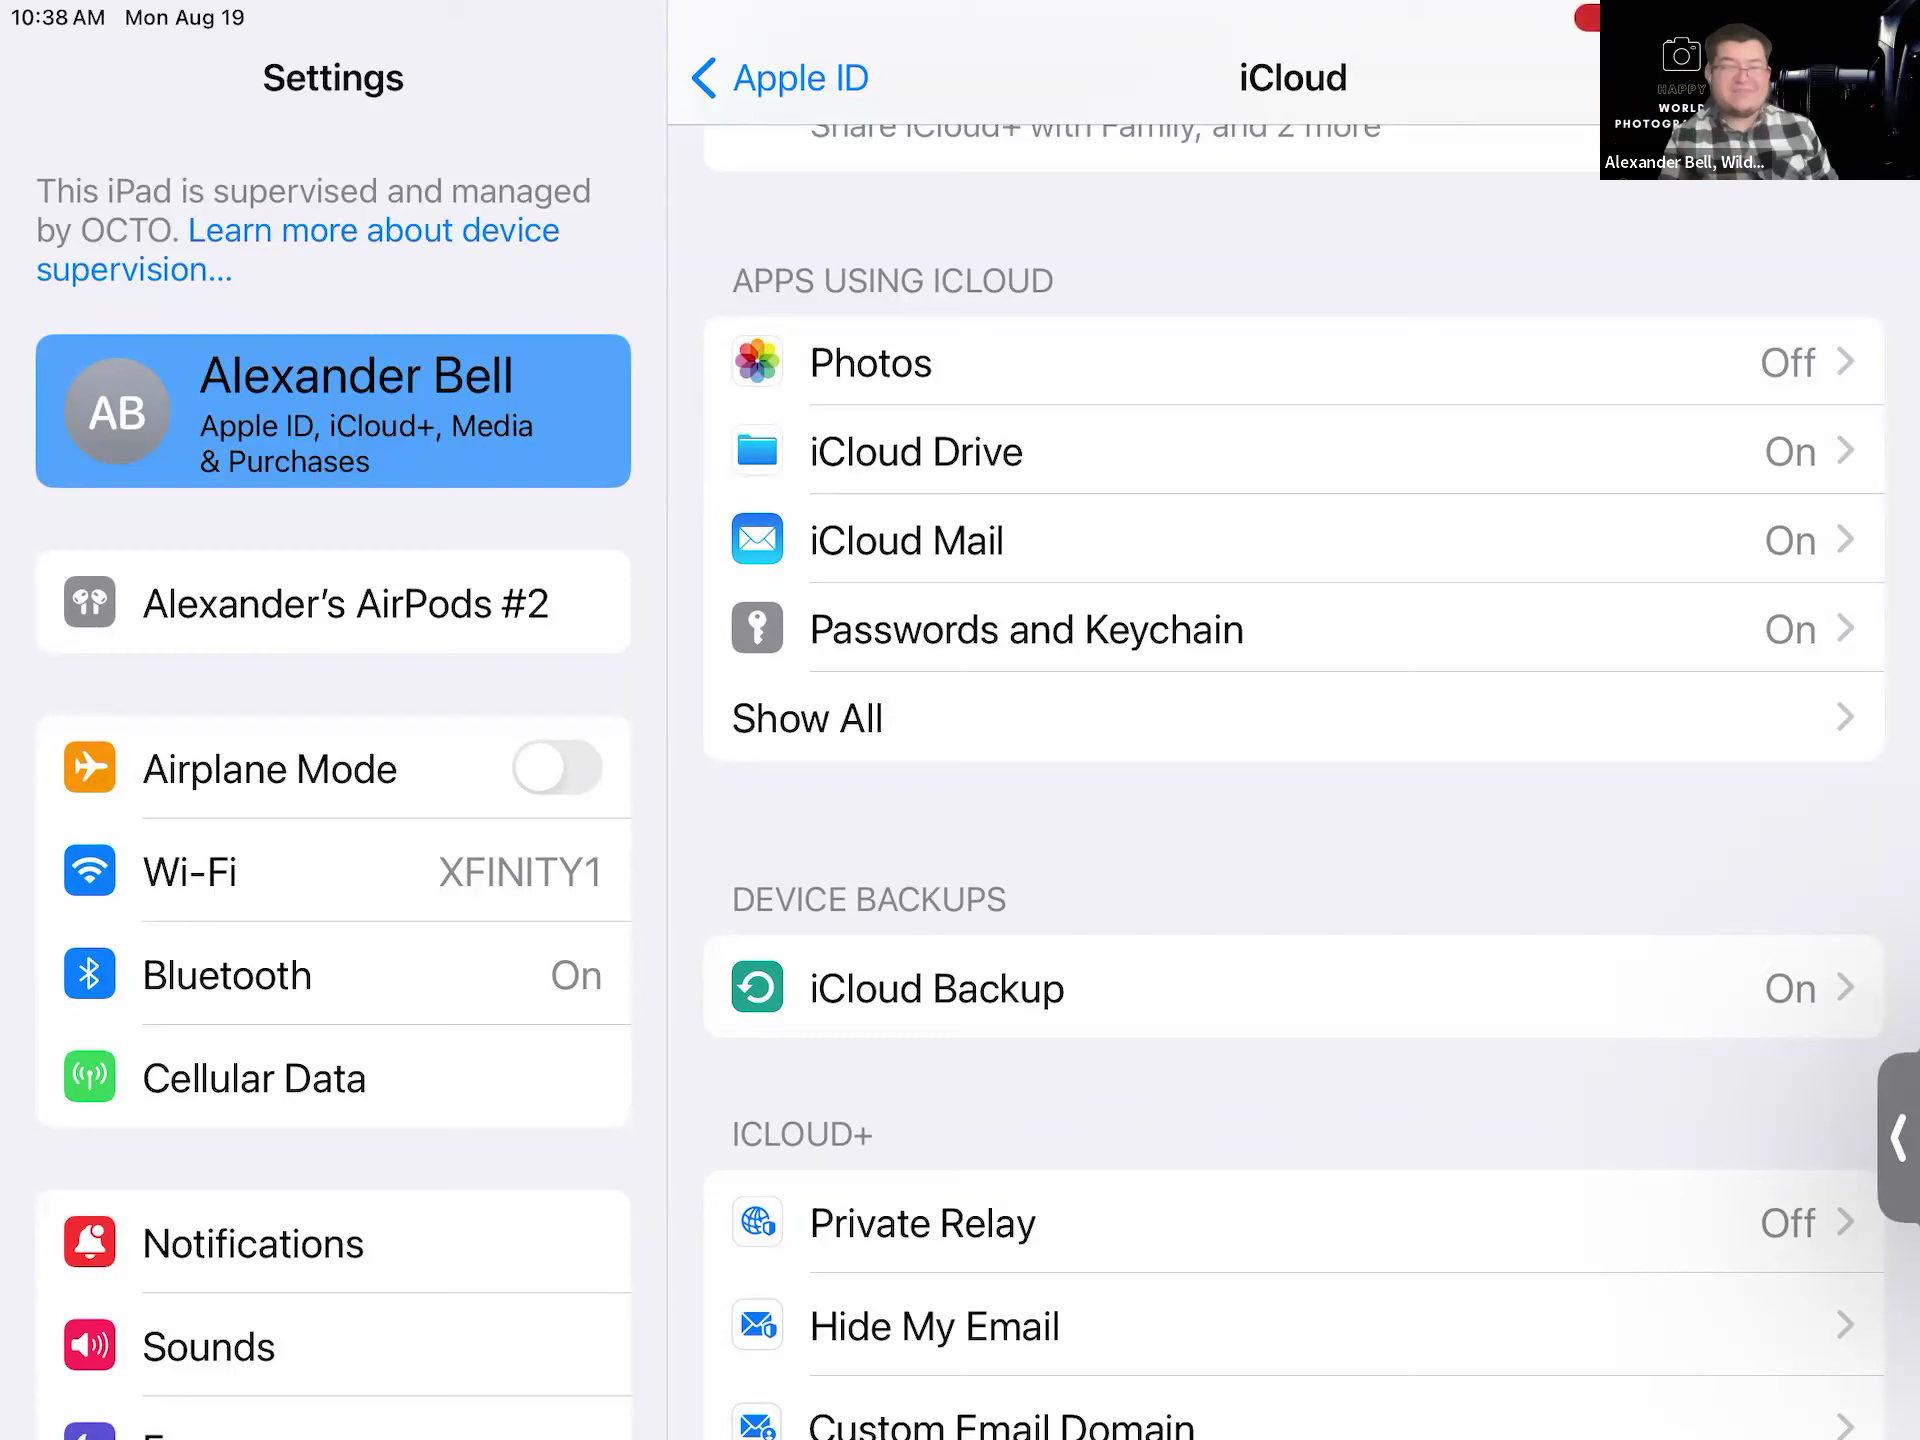 10:38 AM Mon Aug 19
Settings
This iPad is supervised and managed
by OCTO. Learn more about device
supervision...
AB
Alexander Bell
Apple ID, iCloud+, Media
& Purchases
Alexander’s AirPods #2
Airplane Mode
Wi-Fi XFINITY1
Bluetooth On
Cellular Data
Notifications
Sounds
Apple ID
iCloud
Share iCloud+ with Family, and 2 more
APPS USING ICLOUD
Photos Off
iCloud Drive On
iCloud Mail On
Passwords and Keychain On
Show All
DEVICE BACKUPS
iCloud Backup On
ICLOUD+
Private Relay Off
Hide My Email
Custom Email Domain
HAPPY
WORLD
PHOTOGR
Alexander Bell, Wild...